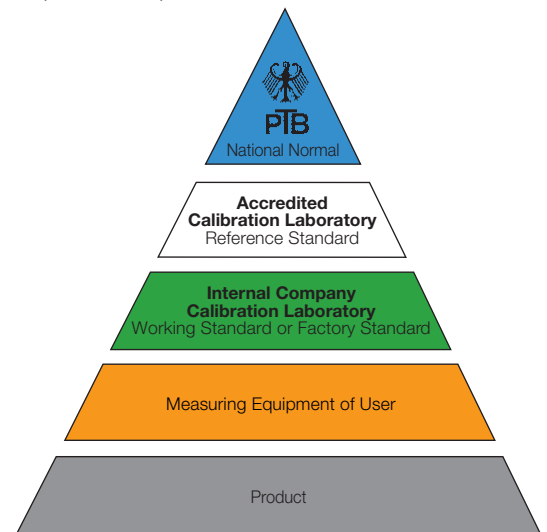 PTB
National Normal
Accredited
Calibration Laboratory
Reference Standard
Internal Company
Calibration Laboratory
Working Standard or Factory Standard
Measuring Equipment of User
Product